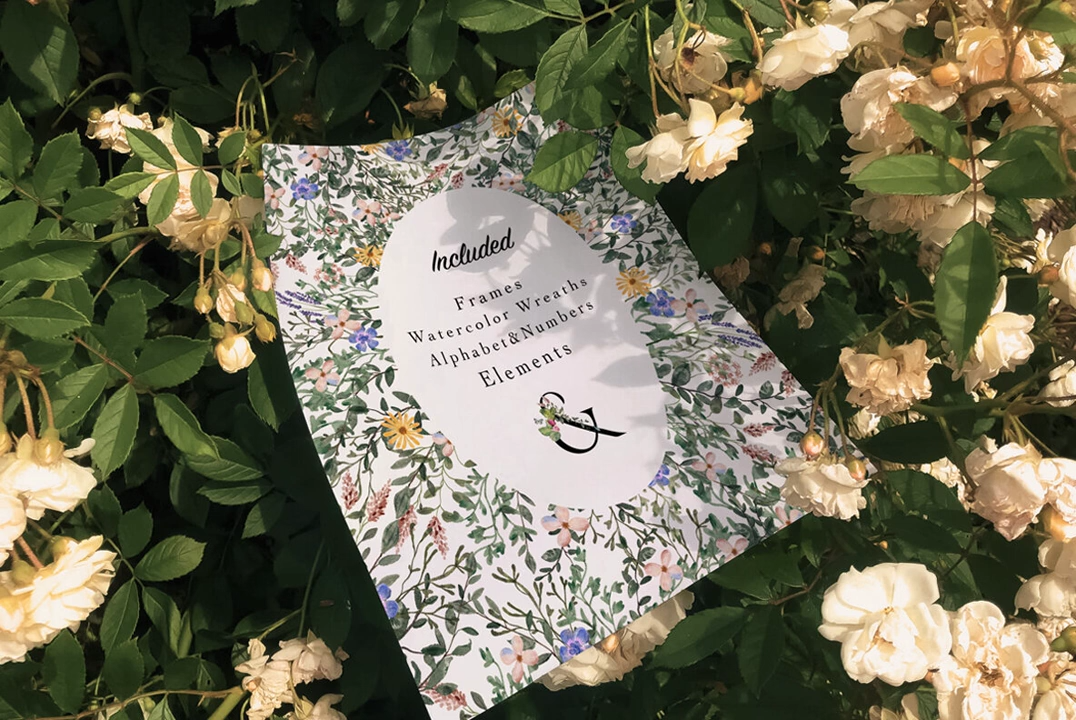 Included
Frames
Watercolor Wreaths
Alphabet&Numbers
Elements
&